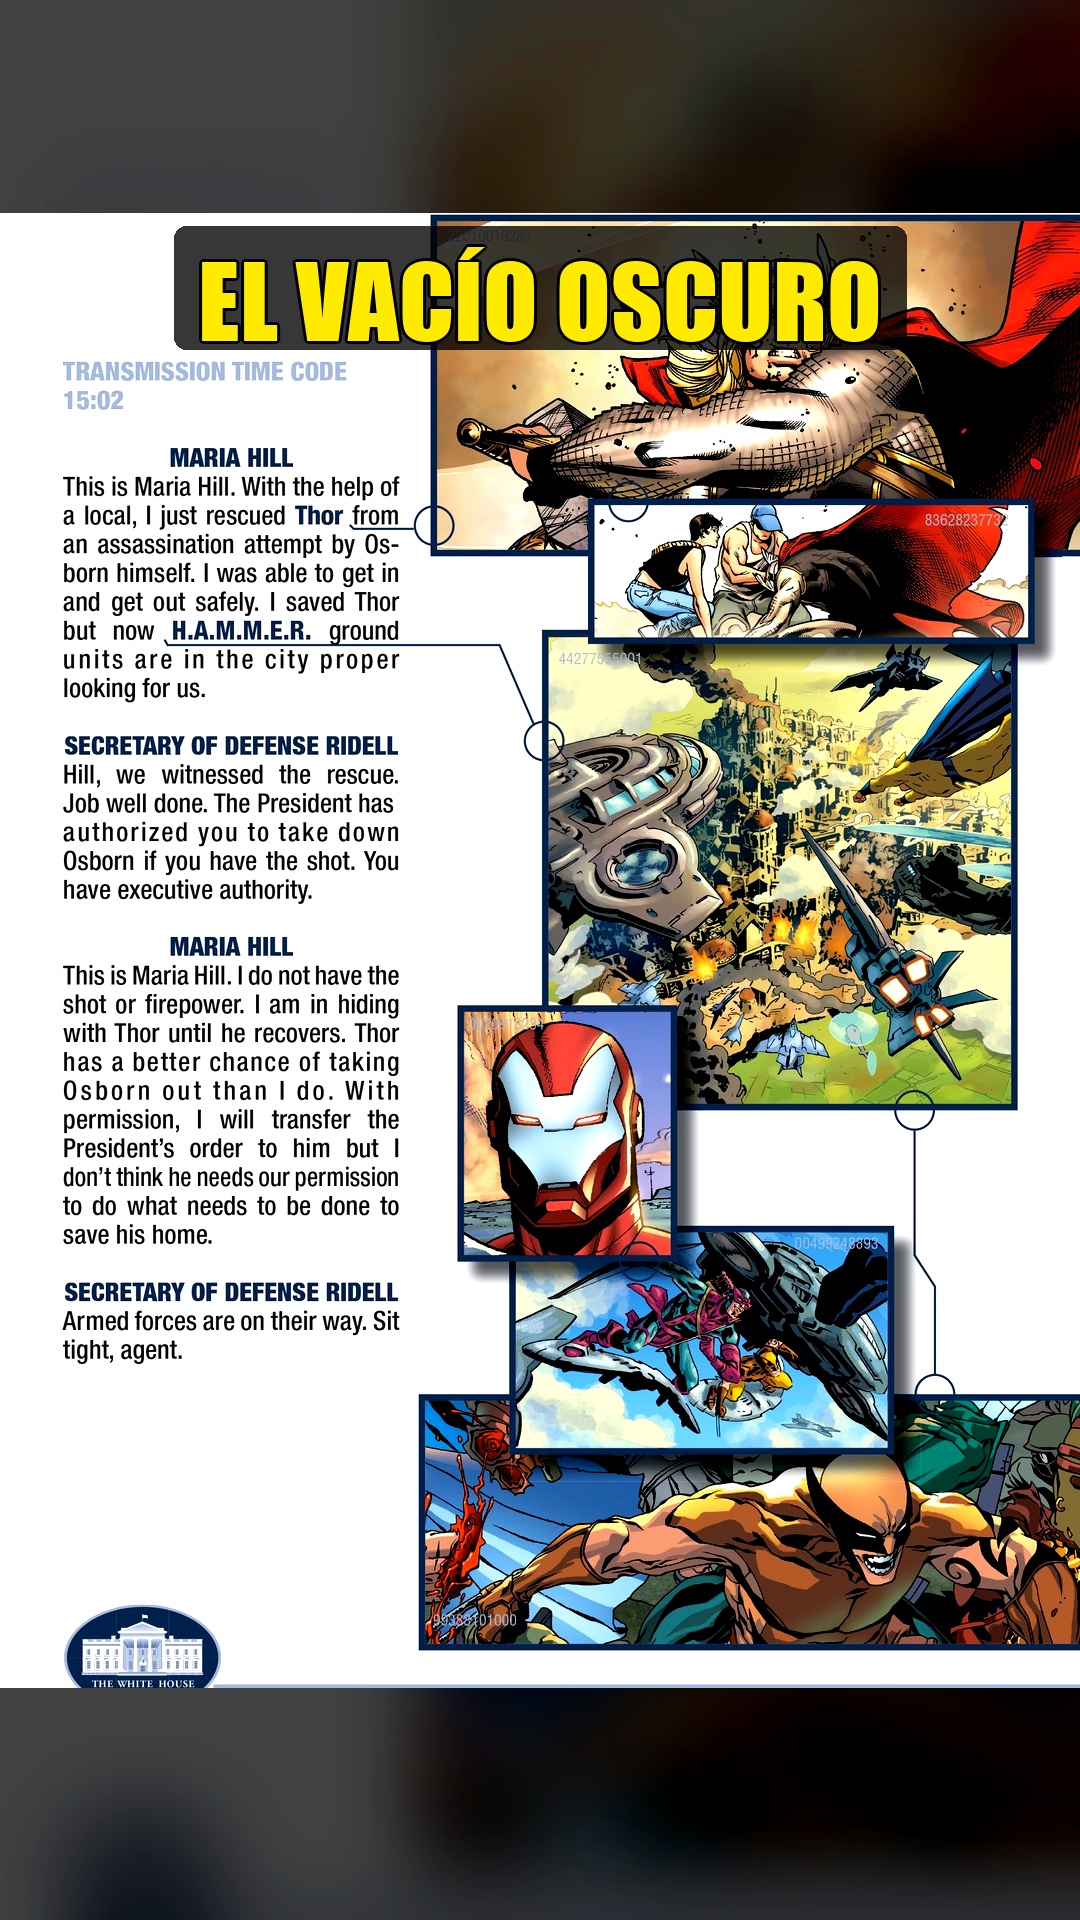 EL VACÍO OSCURO
TRANSMISSION TIME CODE
15:02
MARIA HILL
This is Maria Hill. With the help of
a local, I just rescued Thor from
an assassination attempt by Os-
born himself. I was able to get in
and get out safely. I saved Thor
but now H.A.M.M.E.R. ground
units are in the city proper
looking for us.
SECRETARY OF DEFENSE RIDELL
Hill, we witnessed the rescue.
Job well done. The President has
authorized you to take down
Osborn if you have the shot. You
have executive authority.
MARIA HILL
This is Maria Hill. I do not have the
shot or firepower. I am in hiding
with Thor until he recovers. Thor
has a better chance of taking
Osborn out than I do. With
permission, I will transfer the
President's order to him but I
don't think he needs our permission
to do what needs to be done to
save his home.
SECRETARY OF DEFENSE RIDELL
Armed forces are on their way. Sit
tight, agent.
44277555001
00499248893
99383101000
THE WHITE HOUSE